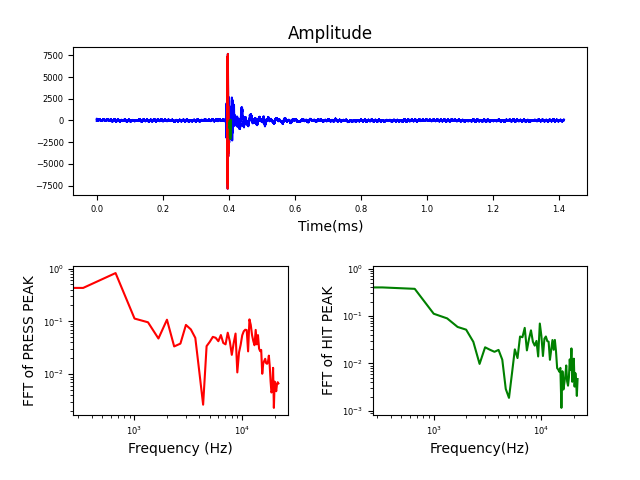 Amplitude
7500
5000
2500
0
−2500
−5000
−7500
0.0 0.2 0.4 0.6 0.8 1.0 1.2 1.4
Time(ms)
FFT of PRESS PEAK
10⁰
10⁻¹
10⁻²
10³ 10⁴
Frequency (Hz)
FFT of HIT PEAK
10⁰
10⁻¹
10⁻²
10⁻³
10³ 10⁴
Frequency(Hz)